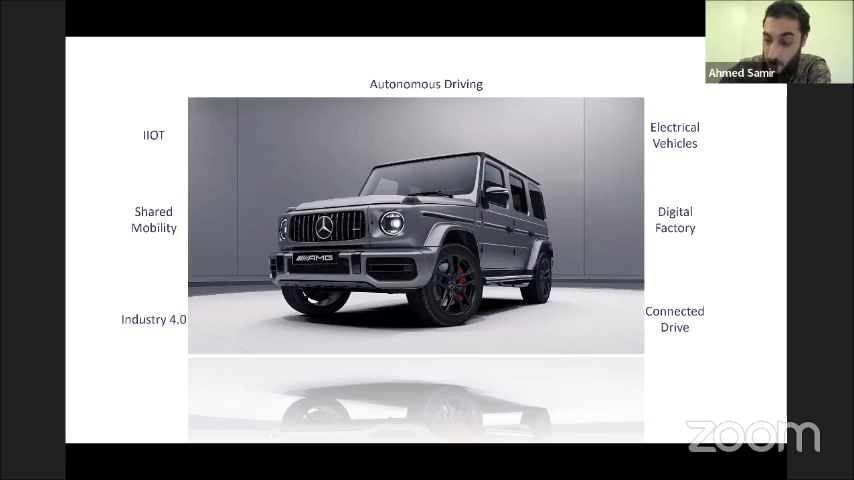 Ahmed Samir
Autonomous Driving
IIOT
Electrical
Vehicles
Shared
Mobility
Digital
Factory
AMG
Industry 4.0
Connected
Drive
zoom